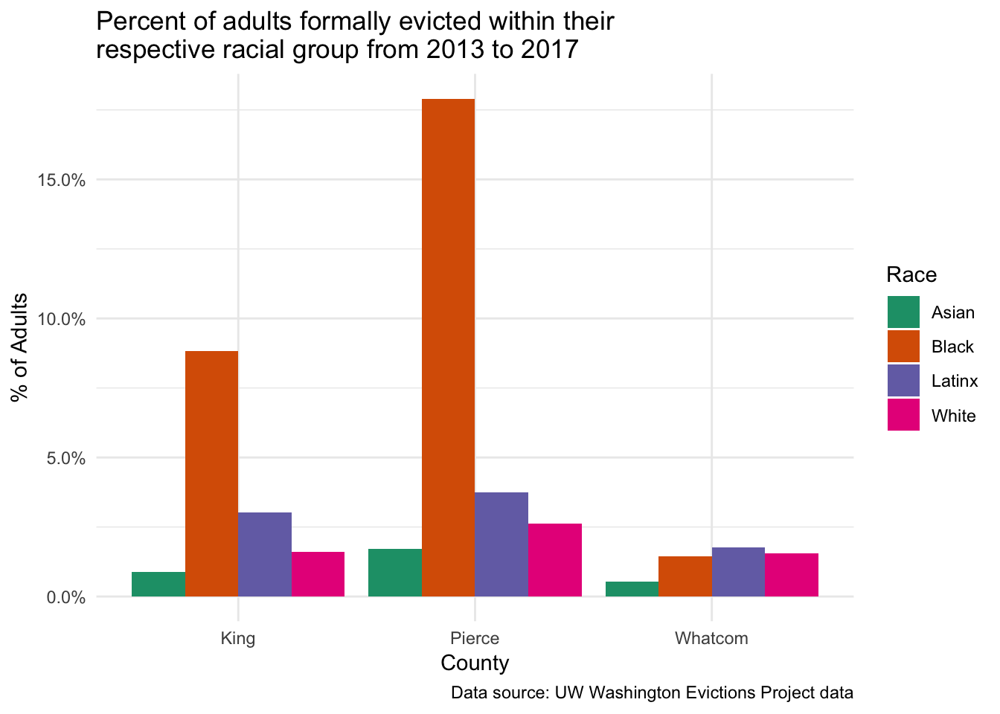 Percent of adults formally evicted within their
respective racial group from 2013 to 2017
% of Adults
15.0%
10.0%
5.0%
0.0%
King
Pierce
Whatcom
County
Race
Asian
Black
Latinx
White
Data source: UW Washington Evictions Project data